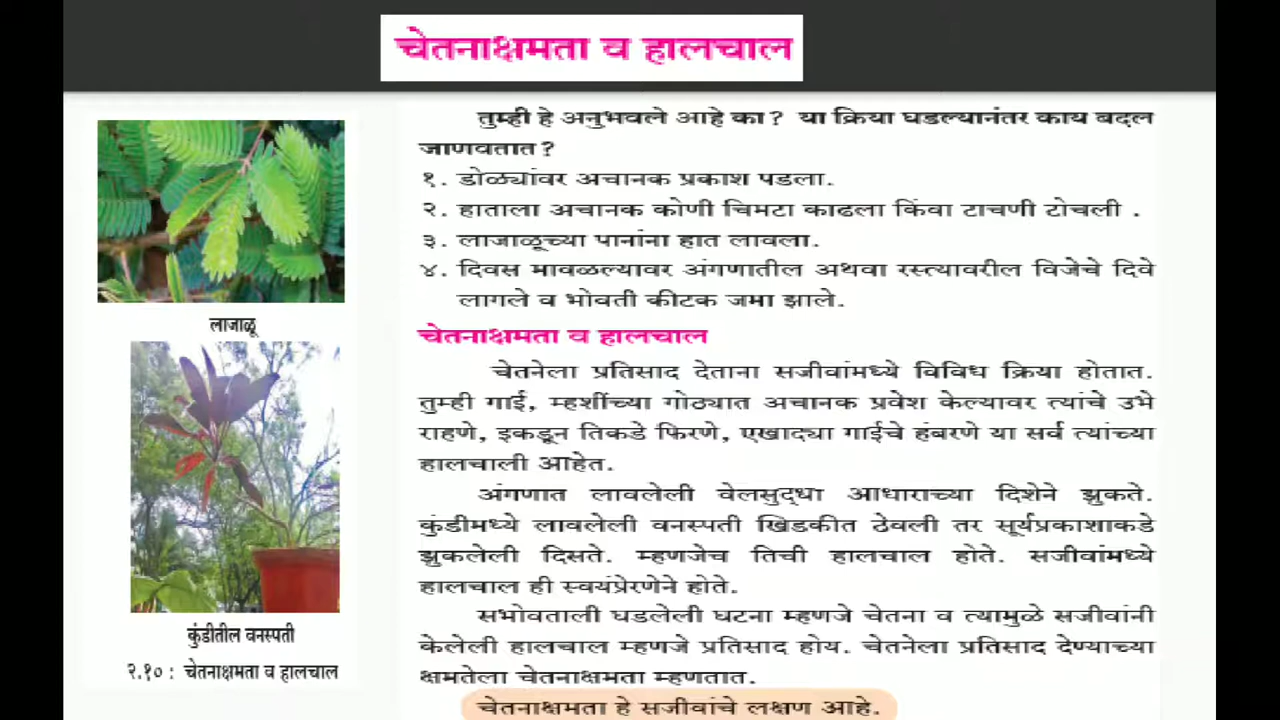 चेतनाक्षमता व हालचाल
तुम्ही हे अनुभवले आहे का? या क्रिया घडल्यानंतर काय बदल
जाणवतात?
१. डोळ्यांवर अचानक प्रकाश पडला.
२. हाताला अचानक कोणी चिमटा काढला किंवा टाचणी टोचली .
३. लाजाळूच्या पानांना हात लावला.
४. दिवस मावळल्यावर अंगणातील अथवा रस्त्यावरील विजेचे दिवे
लागले व भोवती कीटक जमा झाले.
लाजाळू
चेतनाक्षमता व हालचाल
चेतनेला प्रतिसाद देताना सजीवांमध्ये विविध क्रिया होतात.
तुम्ही गाई, म्हशींच्या गोठ्यात अचानक प्रवेश केल्यावर त्यांचे उभे
राहणे, इकडून तिकडे फिरणे, एखाद्या गाईचे हंबरणे या सर्व त्यांच्या
हालचाली आहेत.
अंगणात लावलेली वेलसुद्धा आधाराच्या दिशेने झुकते.
कुंडीमध्ये लावलेली वनस्पती खिडकीत ठेवली तर सूर्यप्रकाशाकडे
झुकलेली दिसते. म्हणजेच तिची हालचाल होते. सजीवांमध्ये
हालचाल ही स्वयंप्रेरणेने होते.
सभोवताली घडलेली घटना म्हणजे चेतना व त्यामुळे सजीवांनी
केलेली हालचाल म्हणजे प्रतिसाद होय. चेतनेला प्रतिसाद देण्याच्या
क्षमतेला चेतनाक्षमता म्हणतात.
चेतनाक्षमता हे सजीवांचे लक्षण आहे.
कुंडीतील वनस्पती
२.१० : चेतनाक्षमता व हालचाल